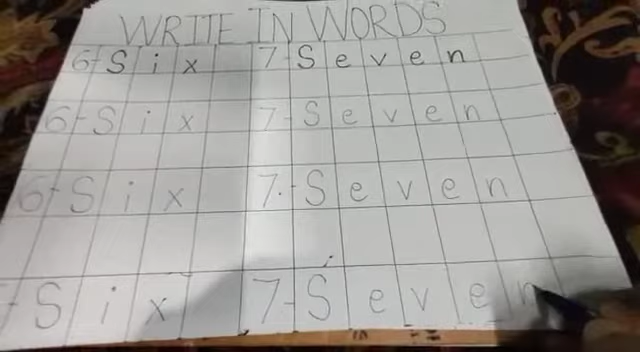 WRITE IN WORDS
6-Six 7-Seven
6-Six 7-Seven
6-Six 7-Seven
-Six 7-Seven